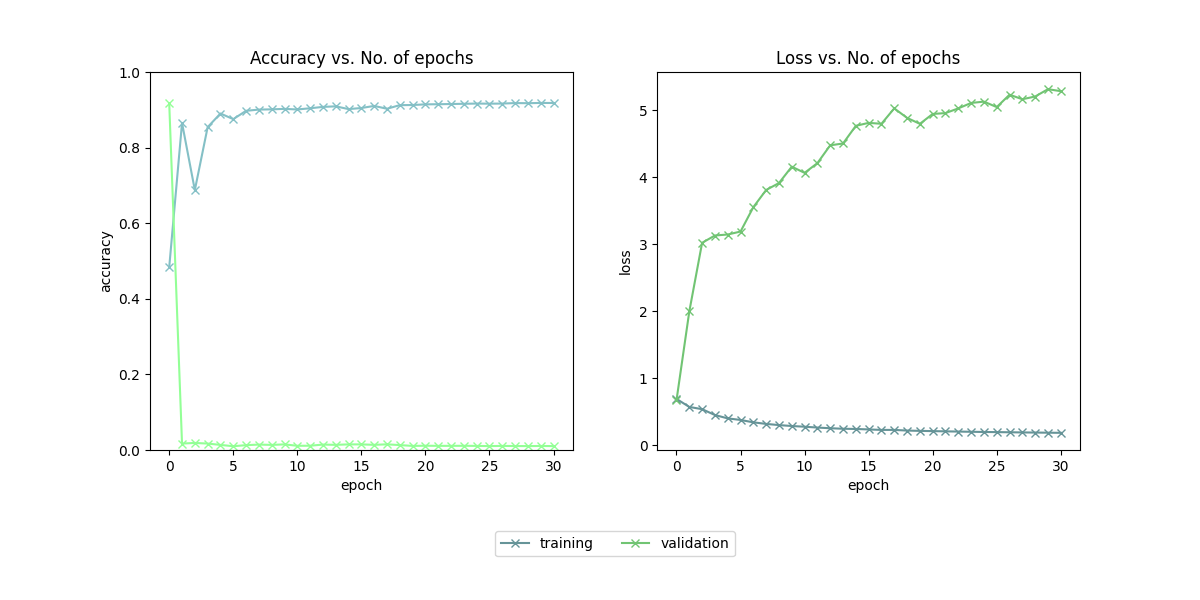 Accuracy vs. No. of epochs
1.0
0.8
0.6
0.4
0.2
0.0
accuracy
0 5 10 15 20 25 30
epoch
Loss vs. No. of epochs
5
4
3
2
1
0
loss
0 5 10 15 20 25 30
epoch
training validation